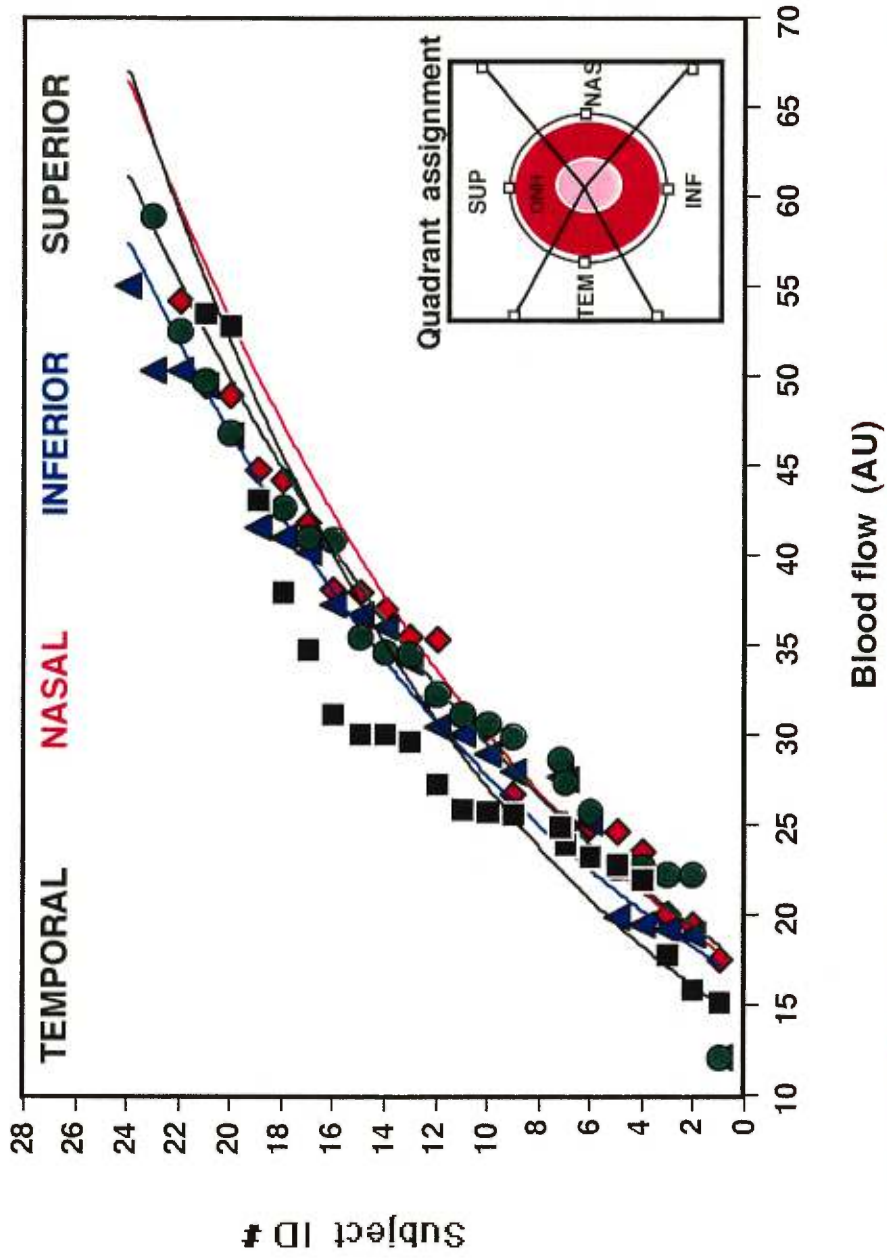 TEMPORAL NASAL INFERIOR SUPERIOR
28
26
24
22
20
18
16
14
12
10
8
6
4
2
0
Subject ID #
10 15 20 25 30 35 40 45 50 55 60 65 70
Blood flow (AU)
Quadrant assignment
SUP
ONH
TEM
NAS
INF